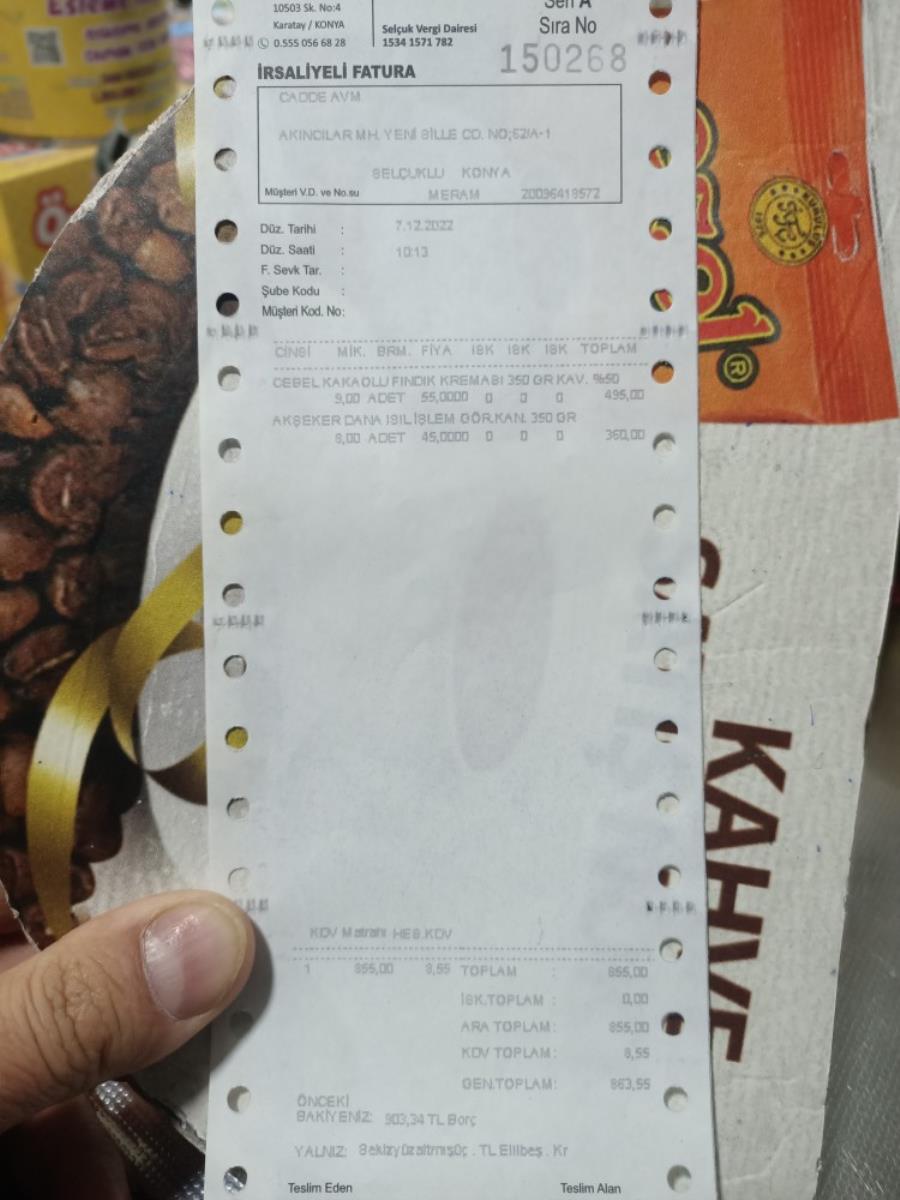 10503 Sk. No:4
Karatay / KONYA
0.555 056 68 28
Selçuk Vergi Dairesi
1534 1571 782
Seri A
Sıra No
150268
İRSALİYELİ FATURA
CADDE AVM
AKINCILAR MH. YENİ SİLLE CD. NO;52/A-1
SELÇUKLU KONYA
Müşteri V.D. ve No.su MERAM 20096418572
Düz. Tarihi : 7.12.2022
Düz. Saati : 10:13
F. Sevk Tar. :
Şube Kodu :
Müşteri Kod. No:
CİNSİ MİK. BRM. FİYA ISK ISK ISK TOPLAM
CEBEL KAKAOLU FINDIK KREMASI 350 GR KAV. %50
9,00 ADET 55,0000 0 0 0 495,00
AKŞEKER DANA ISIL İŞLEM GÖR.KAN. 350 GR
8,00 ADET 45,0000 0 0 0 360,00
KDV Matrahı HES.KDV
1 855,00 8,55 TOPLAM : 855,00
İSK.TOPLAM : 0,00
ARA TOPLAM : 855,00
KDV TOPLAM : 8,55
GEN.TOPLAM : 863,55
ÖNCEKİ
BAKİYENİZ: 903,34 TL Borç
YALNIZ: Sekizyüzaltmışüç . TL Ellibeş . Kr
Teslim Eden Teslim Alan
KAHVE